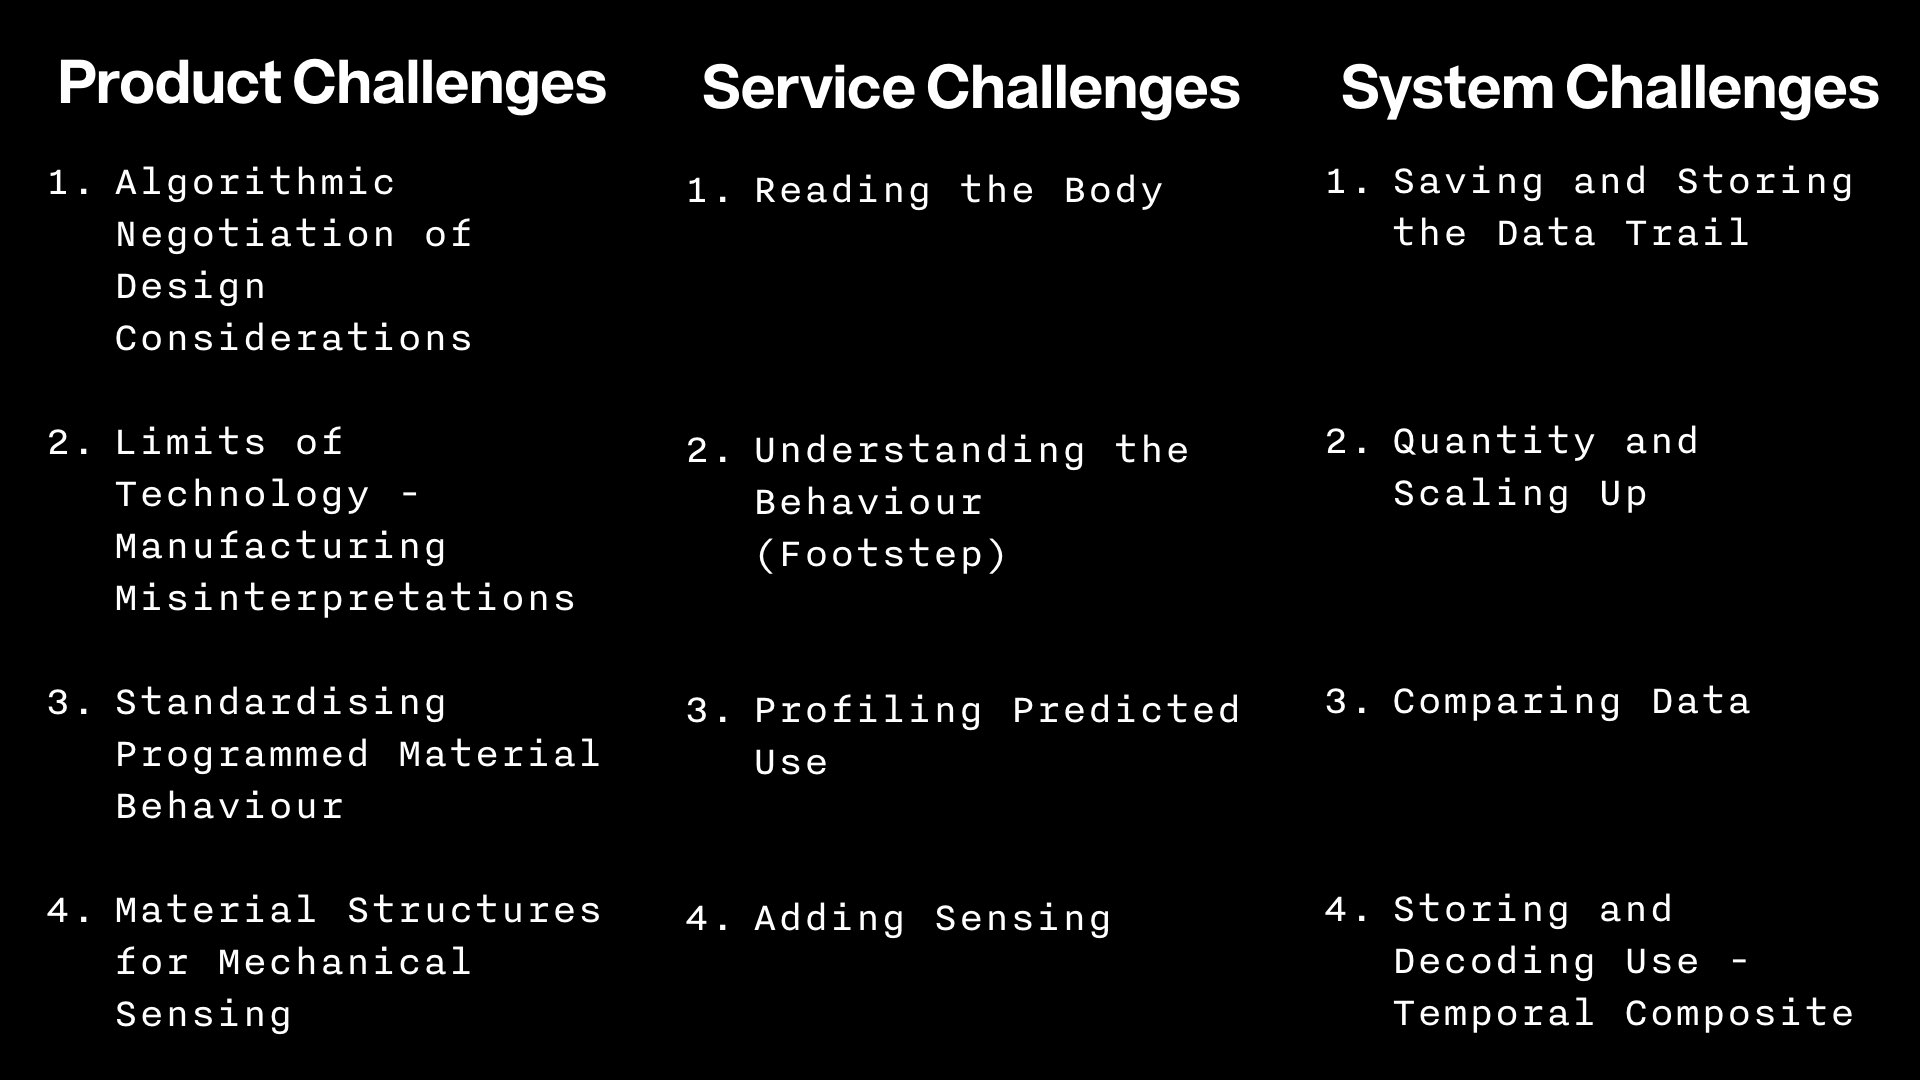 Product Challenges
1. Algorithmic
Negotiation of
Design
Considerations
2. Limits of
Technology -
Manufacturing
Misinterpretations
3. Standardising
Programmed Material
Behaviour
4. Material Structures
for Mechanical
Sensing
Service Challenges
1. Reading the Body
2. Understanding the
Behaviour
(Footstep)
3. Profiling Predicted
Use
4. Adding Sensing
System Challenges
1. Saving and Storing
the Data Trail
2. Quantity and
Scaling Up
3. Comparing Data
4. Storing and
Decoding Use -
Temporal Composite